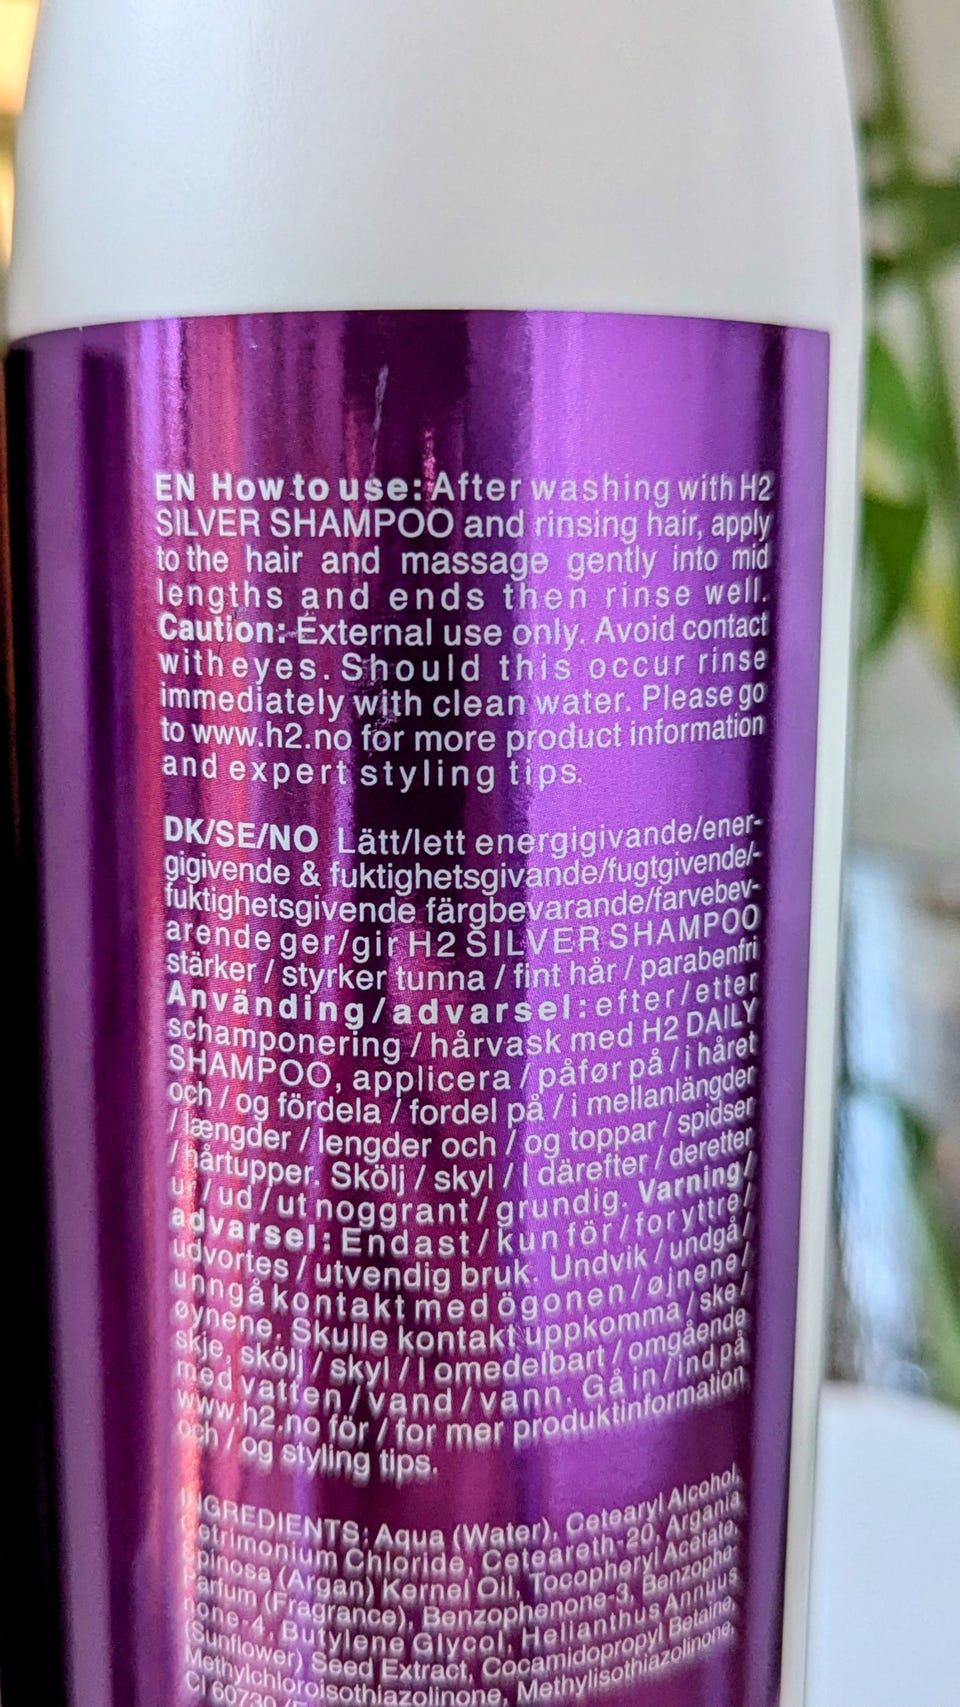 EN How to use: After washing with H2
SILVER SHAMPOO and rinsing hair, apply
to the hair and massage gently into mid
lengths and ends then rinse well.
Caution: External use only. Avoid contact
with eyes. Should this occur rinse
immediately with clean water. Please go
to www.h2.no for more product information
and expert styling tips.
DK/SE/NO Lätt/lett energigivande/ener-
gigivende & fuktighetsgivande/fugtgivende/-
fuktighetsgivende färgbevarande/farvebev-
arende ger/gir H2 SILVER SHAMPOO
stärker / styrker tunna / fint hår / parabenfri
Använding/advarsel: efter/etter
schamponering / hårvask med H2 DAILY
SHAMPOO, applicera / påfør på / i håret
och / og fördela / fordel på / i mellanlängder
/ længder / lengder och / og toppar / spidser
/ hårtupper. Skölj / skyl / l därefter / deretter
ur / ud / ut noggrant / grundig. Varning/
advarsel: Endast / kun för / for yttre/
udvortes / utvendig bruk. Undvik / undgå/
unngå kontakt med ögonen / øjnene/
øynene. Skulle kontakt uppkomma / ske/
skje, skölj / skyl / l omedelbart / omgående
med vatten / vand / vann. Gå in / ind på
www.h2.no för / for mer produktinformation
och / og styling tips.
INGREDIENTS: Aqua (Water), Cetearyl Alcohol,
Cetrimonium Chloride, Ceteareth-20, Argania
Spinosa (Argan) Kernel Oil, Tocopheryl Acetate,
Parfum (Fragrance), Benzophenone-3, Benzophe-
none-4, Butylene Glycol, Helianthus Annuus
(Sunflower) Seed Extract, Cocamidopropyl Betaine,
Methylchloroisothiazolinone, Methylisothiazolinone,
CI 60730